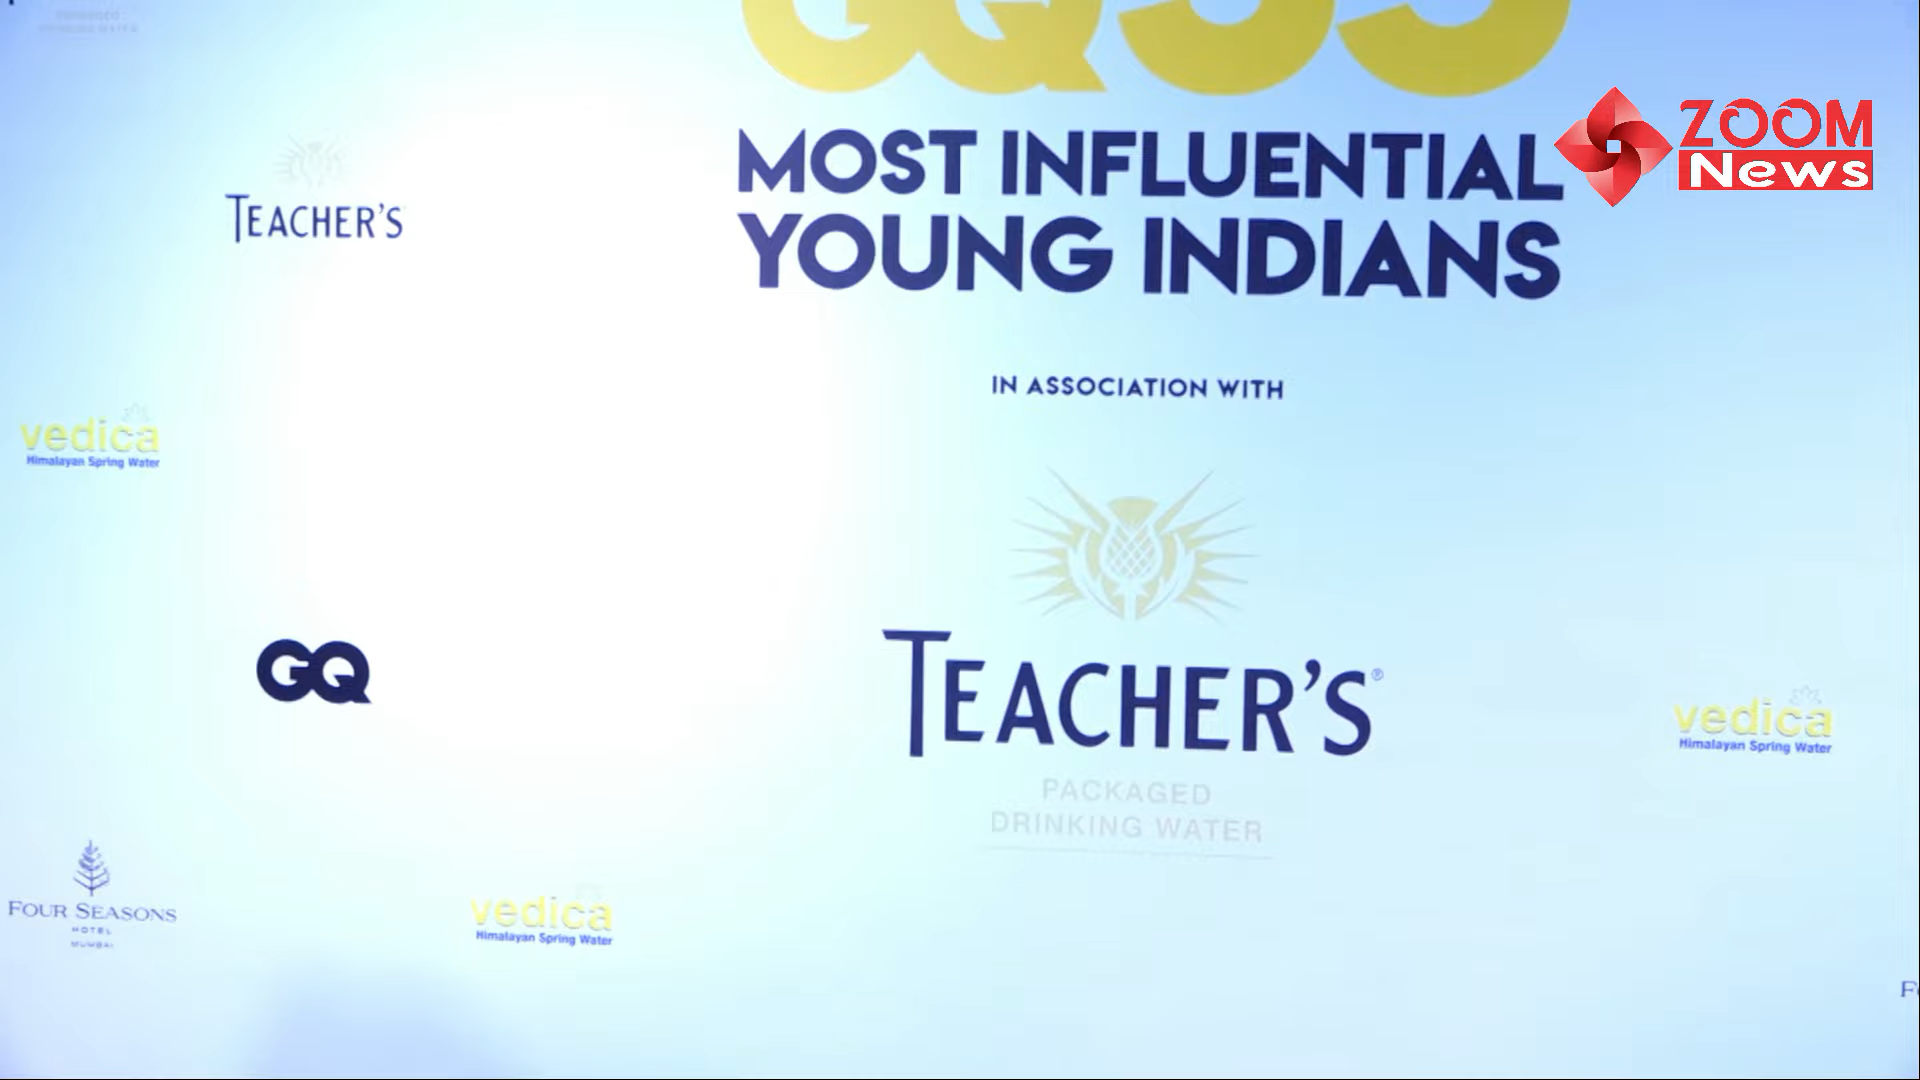 GQ35
MOST INFLUENTIAL
YOUNG INDIANS
ZOOM
News
TEACHER'S
IN ASSOCIATION WITH
vedica
Himalayan Spring Water
TEACHER'S®
GQ
vedica
Himalayan Spring Water
PACKAGED
DRINKING WATER
FOUR SEASONS
HOTEL
MUMBAI
vedica
Himalayan Spring Water